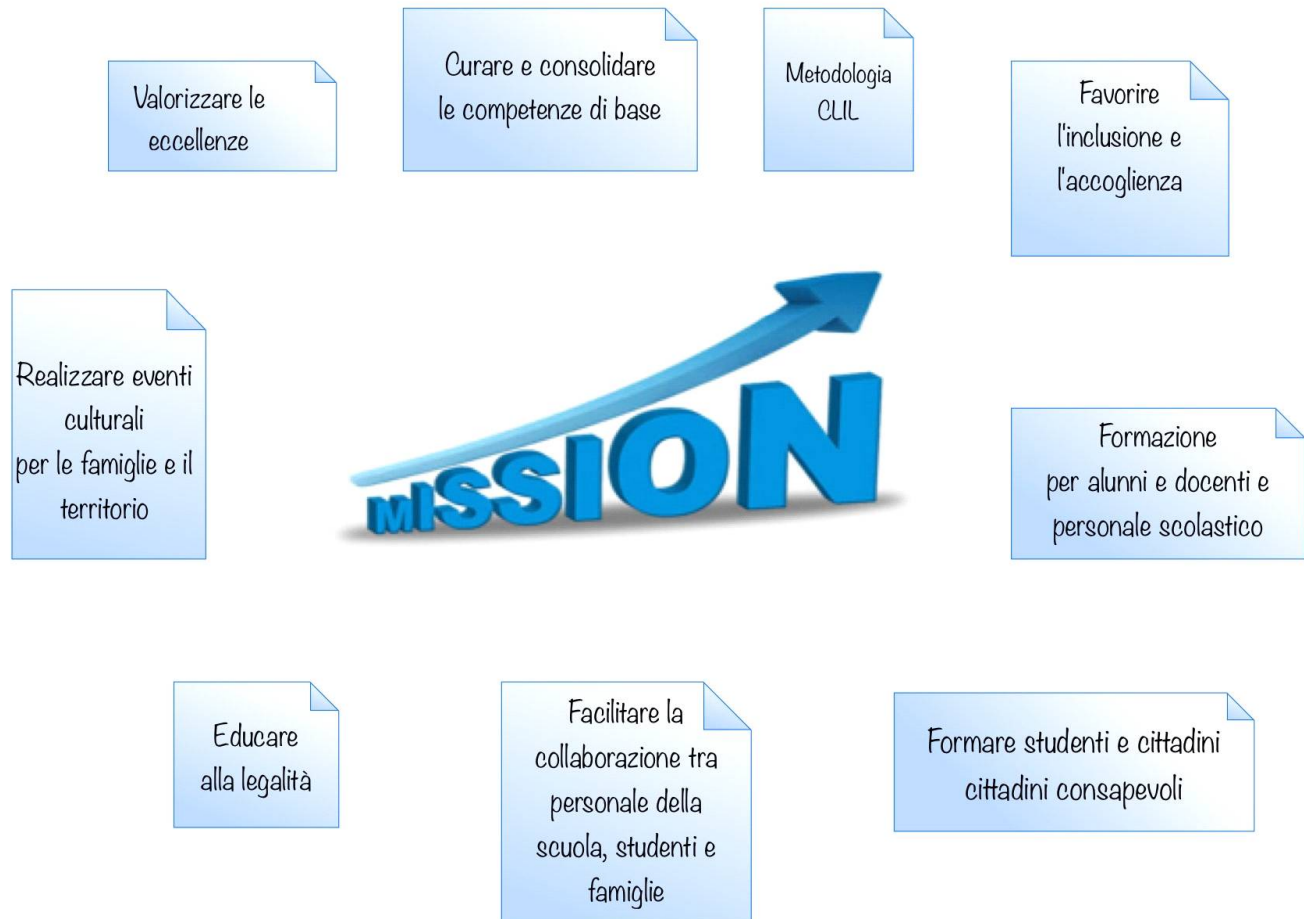 Valorizzare le
eccellenze
Curare e consolidare
le competenze di base
Metodologia
CLIL
Favorire
l'inclusione e
l'accoglienza
Realizzare eventi
culturali
per le famiglie e il
territorio
MISSION
Formazione
per alunni e docenti e
personale scolastico
Educare
alla legalità
Facilitare la
collaborazione tra
personale della
scuola, studenti e
famiglie
Formare studenti e cittadini
cittadini consapevoli